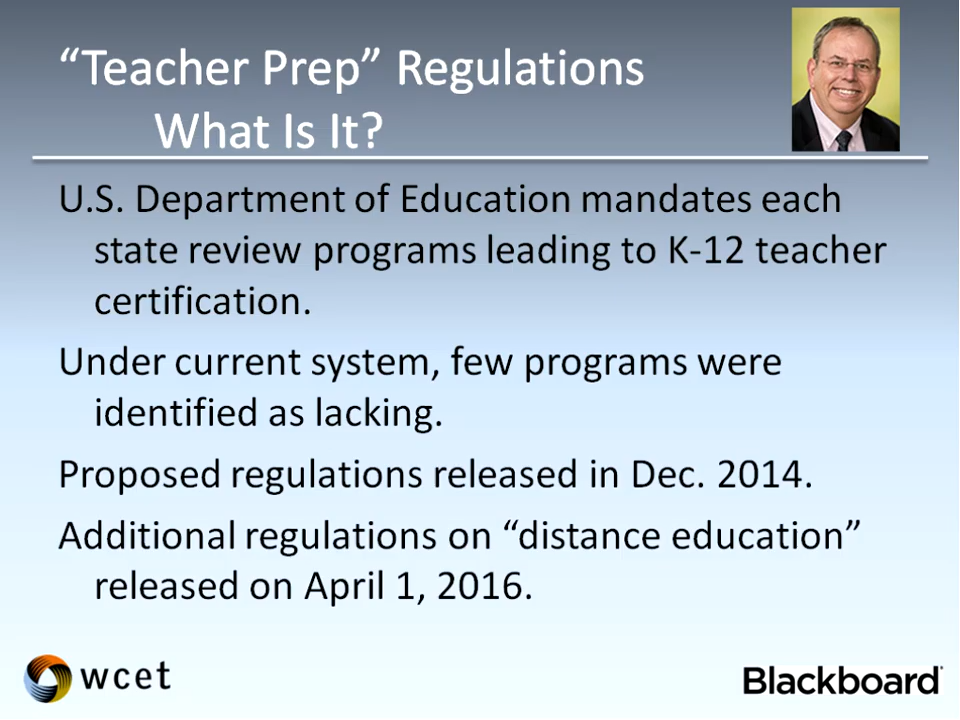 “Teacher Prep” Regulations
What Is It?
U.S. Department of Education mandates each
state review programs leading to K-12 teacher
certification.
Under current system, few programs were
identified as lacking.
Proposed regulations released in Dec. 2014.
Additional regulations on “distance education”
released on April 1, 2016.
wcet
Blackboard